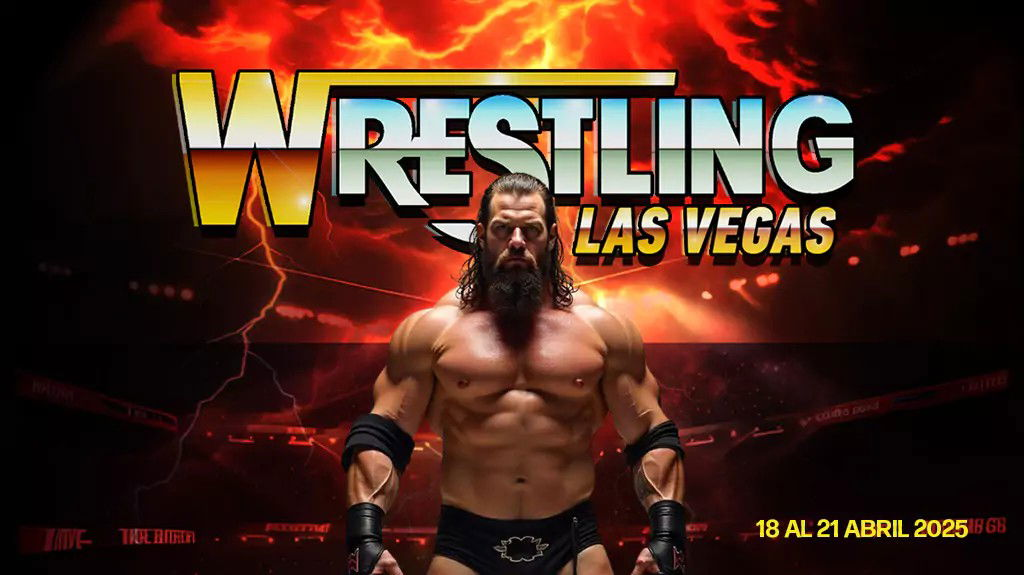 WRESTLING
LAS VEGAS
18 AL 21 ABRIL 2025